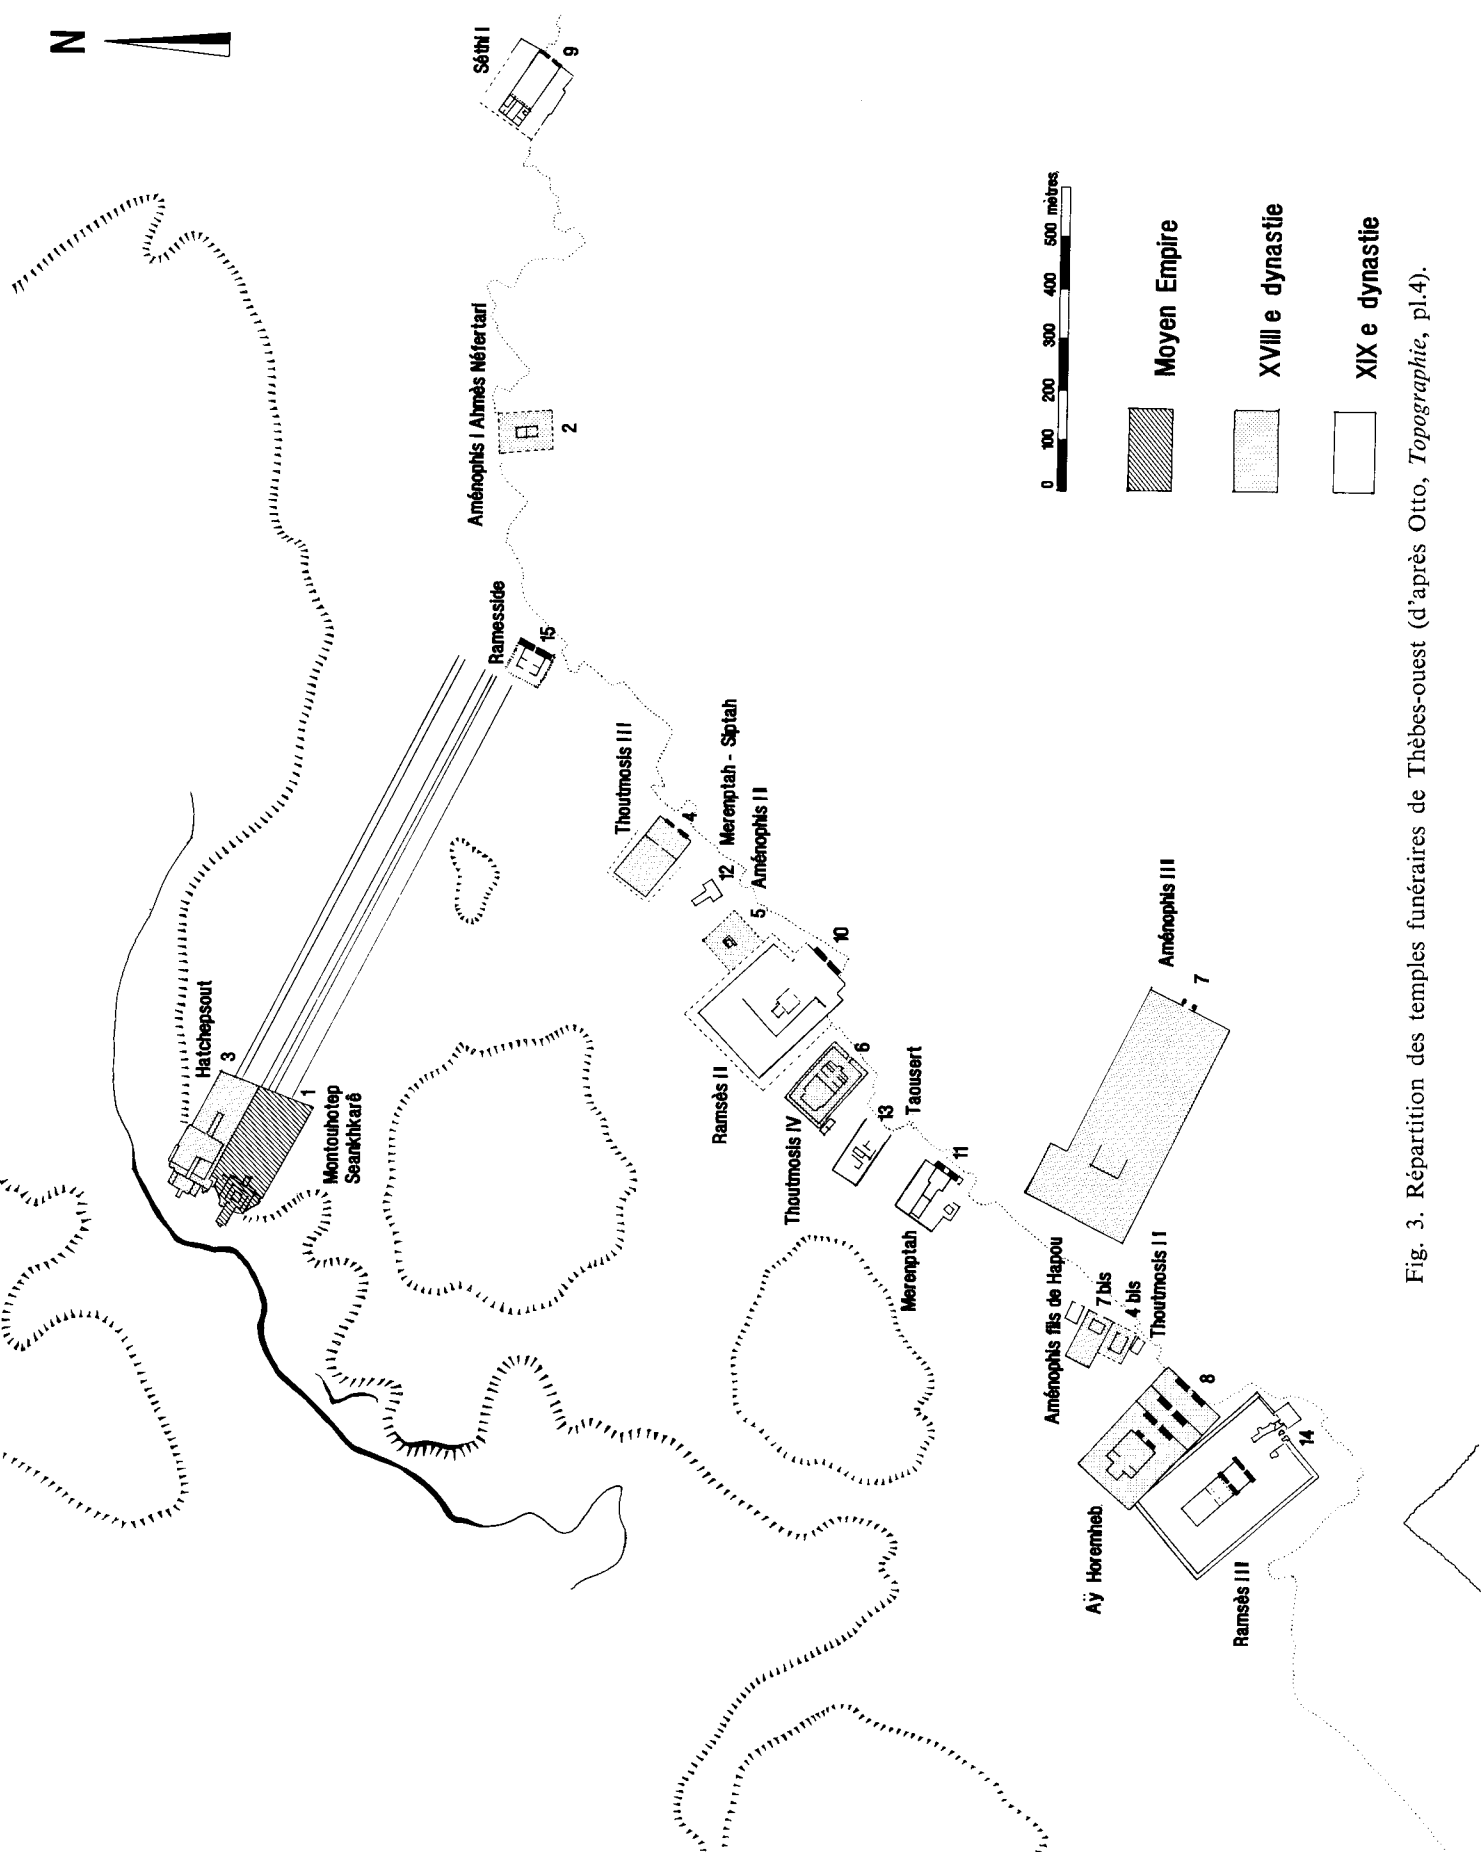 N
Séthi I
9
Aménophis I Ahmès Néfertari
2
Ramesside
15
Thoutmosis III
4
Merenptah - Siptah
12
Aménophis II
5
10
Ramsès II
Hatchepsout
3
1
Montouhotep
Seankhkarê
Thoutmosis IV
6
13
Taousert
11
Merenptah
Aménophis III
7
Aménophis fils de Hapou
7 bis
4 bis
Thoutmosis II
8
Aÿ Horemheb
14
Ramsès III
0 100 200 300 400 500 mètres
Moyen Empire
XVIII e dynastie
XIX e dynastie
Fig. 3. Répartition des temples funéraires de Thèbes-ouest (d'après Otto, Topographie, pl.4).